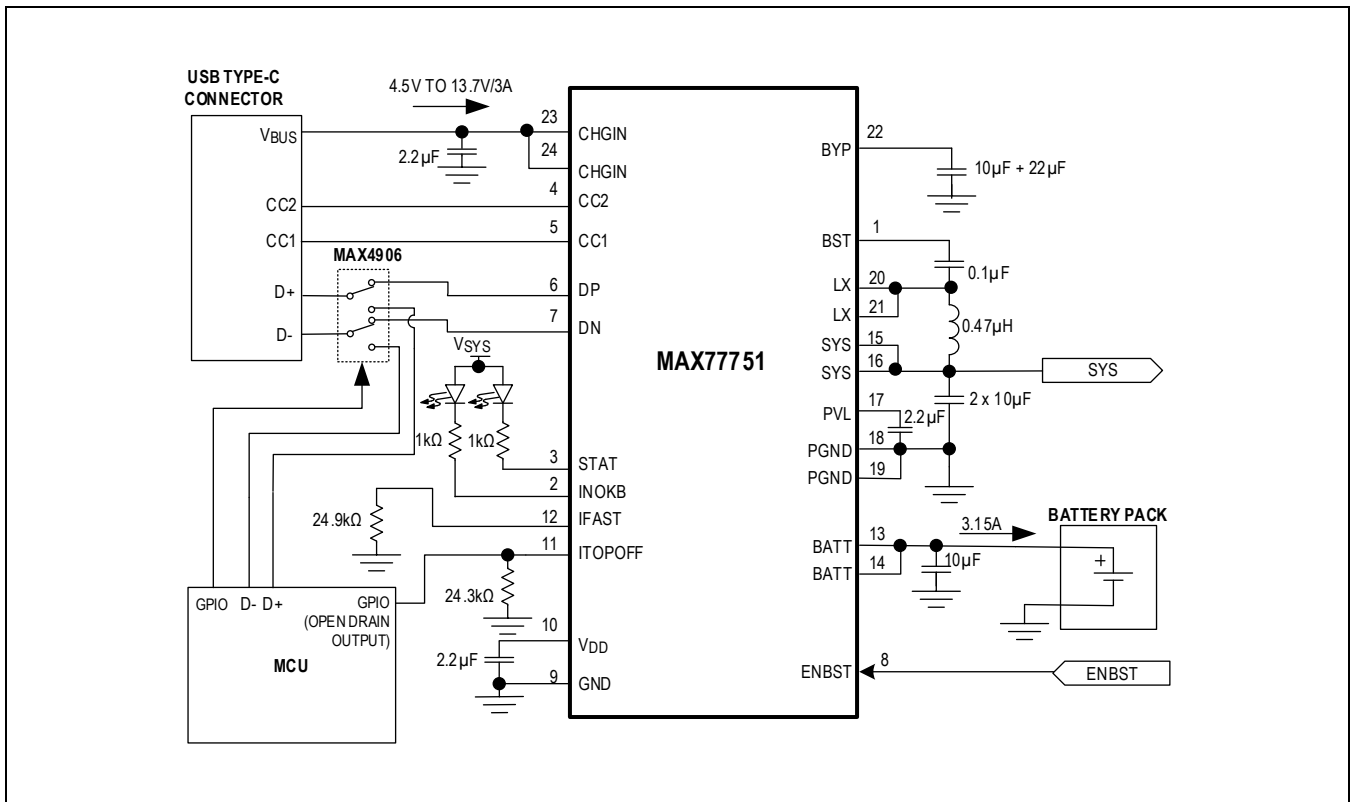 USB TYPE-C
CONNECTOR
4.5V TO 13.7V/3A
VBUS
2.2µF
CC2
CC1
D+
D-
MAX4906
23
CHGIN
24
CHGIN
4
CC2
5
CC1
6
DP
7
DN
VSYS
1kΩ
1kΩ
3
STAT
2
INOKB
24.9kΩ
12
IFAST
11
ITOPOFF
24.3kΩ
10
VDD
2.2µF
9
GND
GPIO D- D+
GPIO
(OPEN DRAIN
OUTPUT)
MCU
MAX77751
22
BYP
10µF + 22µF
1
BST
0.1µF
20
LX
21
LX
0.47µH
15
SYS
16
SYS
SYS
2 x 10µF
17
PVL
2.2µF
18
PGND
19
PGND
3.15A
BATTERY PACK
13
BATT
14
BATT
10µF
+
8
ENBST
ENBST